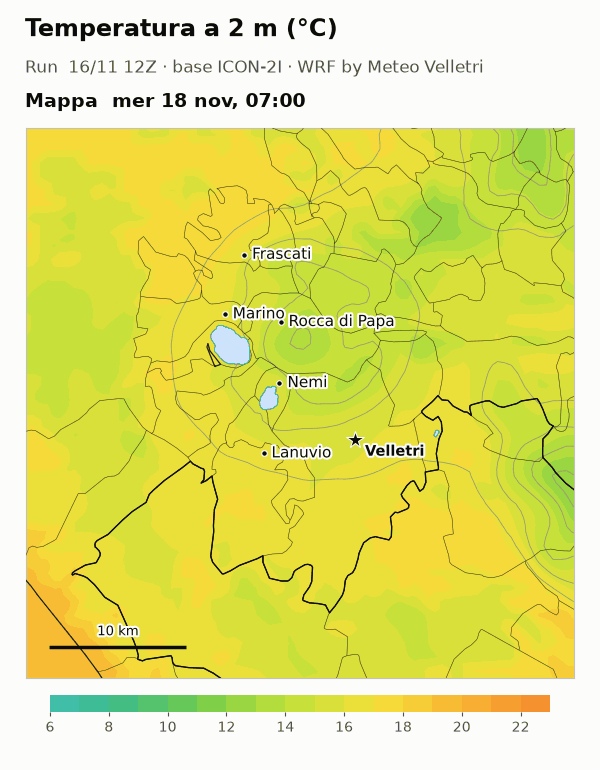 Temperatura a 2 m (°C)
Run  16/11 12Z · base ICON-2I · WRF by Meteo Velletri
Mappa  mer 18 nov, 07:00
Frascati
Marino
Rocca di Papa
Nemi
Velletri
Lanuvio
10 km
6 8 10 12 14 16 18 20 22